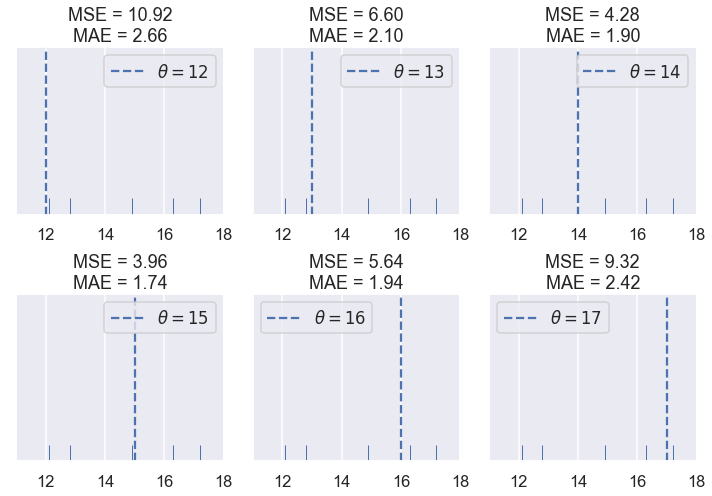 MSE = 10.92
MAE = 2.66
θ = 12
12 14 16 18
MSE = 6.60
MAE = 2.10
θ = 13
12 14 16 18
MSE = 4.28
MAE = 1.90
θ = 14
12 14 16 18
MSE = 3.96
MAE = 1.74
θ = 15
12 14 16 18
MSE = 5.64
MAE = 1.94
θ = 16
12 14 16 18
MSE = 9.32
MAE = 2.42
θ = 17
12 14 16 18